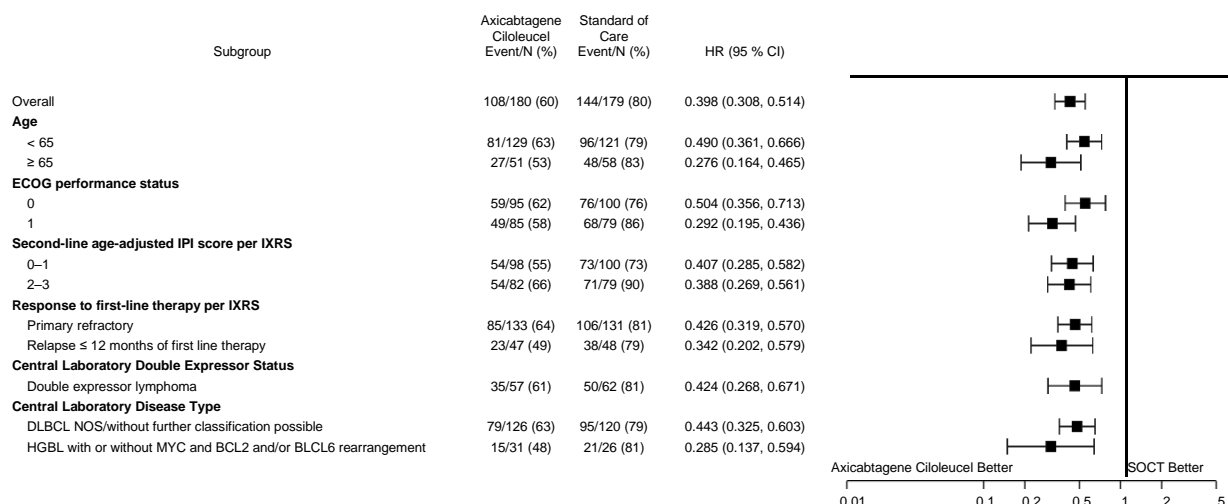 Axicabtagene Standard of
Ciloleucel Care
Subgroup Event/N (%) Event/N (%) HR (95 % CI)
Overall 108/180 (60) 144/179 (80) 0.398 (0.308, 0.514)
Age
< 65 81/129 (63) 96/121 (79) 0.490 (0.361, 0.666)
≥ 65 27/51 (53) 48/58 (83) 0.276 (0.164, 0.465)
ECOG performance status
0 59/95 (62) 76/100 (76) 0.504 (0.356, 0.713)
1 49/85 (58) 68/79 (86) 0.292 (0.195, 0.436)
Second-line age-adjusted IPI score per IXRS
0–1 54/98 (55) 73/100 (73) 0.407 (0.285, 0.582)
2–3 54/82 (66) 71/79 (90) 0.388 (0.269, 0.561)
Response to first-line therapy per IXRS
Primary refractory 85/133 (64) 106/131 (81) 0.426 (0.319, 0.570)
Relapse ≤ 12 months of first line therapy 23/47 (49) 38/48 (79) 0.342 (0.202, 0.579)
Central Laboratory Double Expressor Status
Double expressor lymphoma 35/57 (61) 50/62 (81) 0.424 (0.268, 0.671)
Central Laboratory Disease Type
DLBCL NOS/without further classification possible 79/126 (63) 95/120 (79) 0.443 (0.325, 0.603)
HGBL with or without MYC and BCL2 and/or BLCL6 rearrangement 15/31 (48) 21/26 (81) 0.285 (0.137, 0.594)
Axicabtagene Ciloleucel Better SOCT Better
0.01 0.1 0.2 0.5 1 2 5